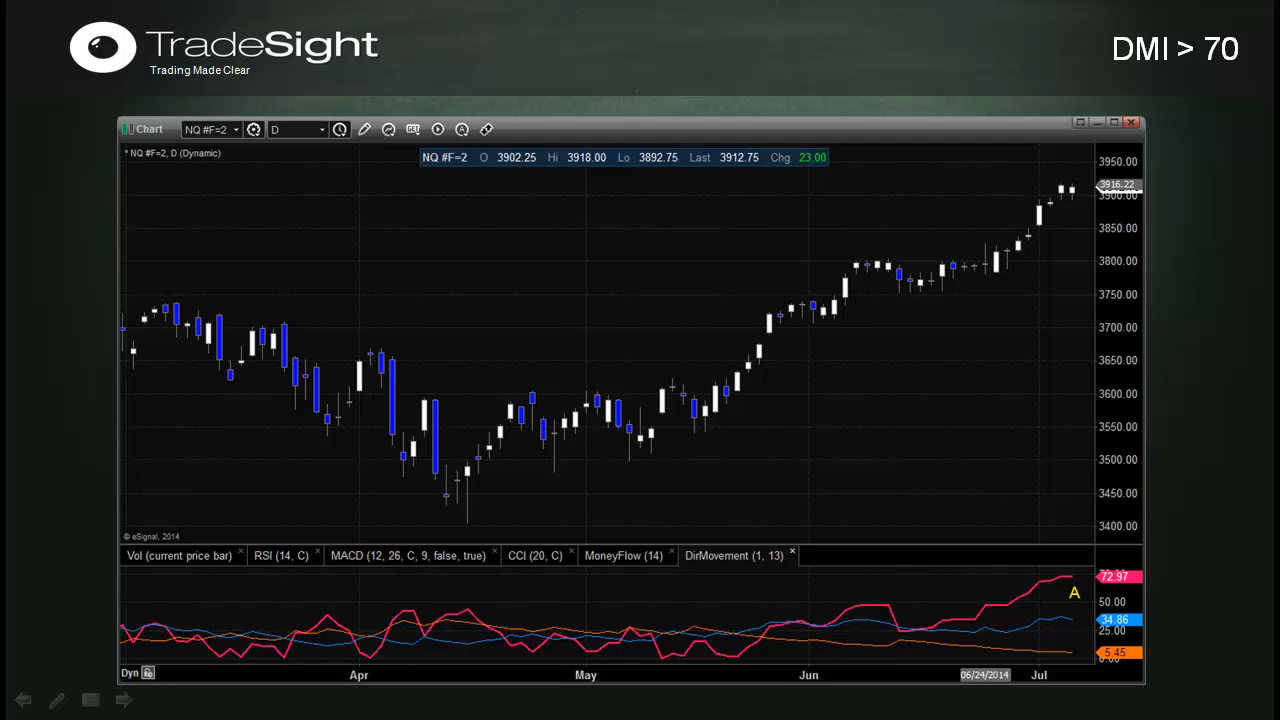 TradeSight
Trading Made Clear
DMI > 70
Chart NQ #F=2 D
* NQ #F=2, D (Dynamic)
NQ #F=2 O 3902.25 Hi 3918.00 Lo 3892.75 Last 3912.75 Chg 23.00
3950.00
3916.22
3900.00
3850.00
3800.00
3750.00
3700.00
3650.00
3600.00
3550.00
3500.00
3450.00
3400.00
© eSignal, 2014
Vol (current price bar) RSI (14, C) MACD (12, 26, C, 9, false, true) CCI (20, C) MoneyFlow (14) DirMovement (1, 13)
72.97
A
50.00
34.86
25.00
5.45
0.00
Dyn Apr May Jun 06/24/2014 Jul